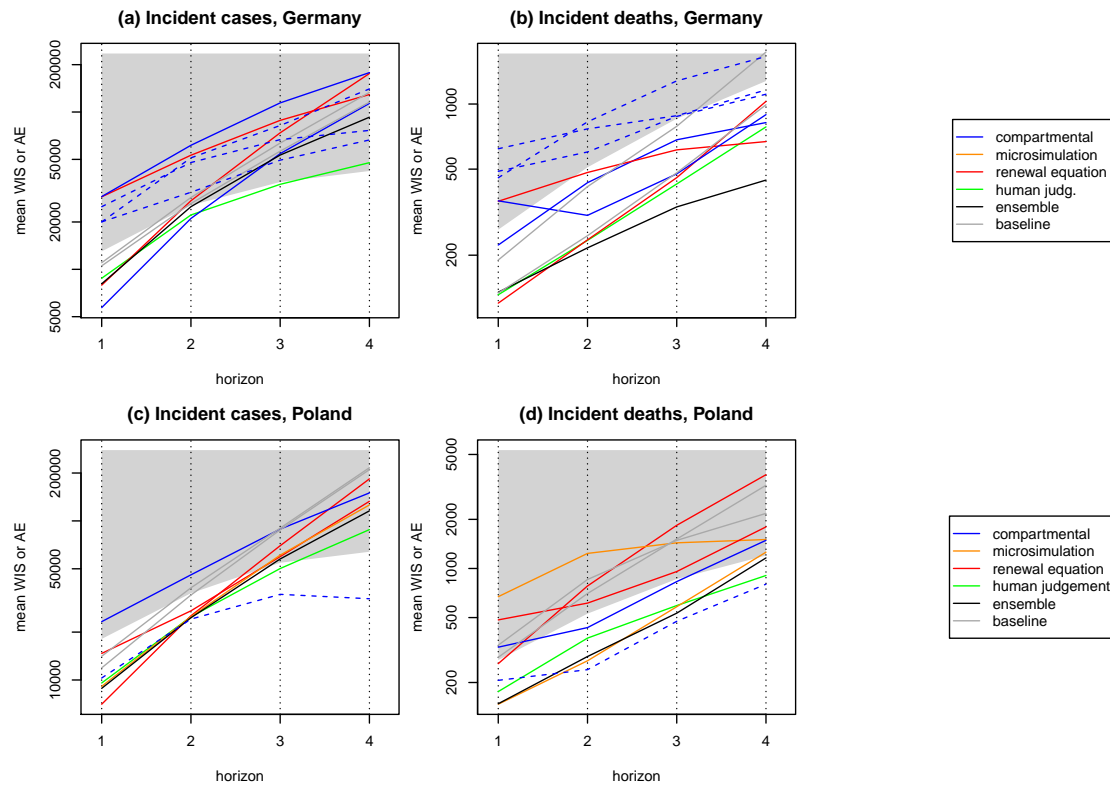 (a) Incident cases, Germany
mean WIS or AE
5000 20000 50000 200000
1 2 3 4
horizon
(b) Incident deaths, Germany
mean WIS or AE
200 500 1000
1 2 3 4
horizon
compartmental
microsimulation
renewal equation
human judg.
ensemble
baseline
(c) Incident cases, Poland
mean WIS or AE
10000 50000 200000
1 2 3 4
horizon
(d) Incident deaths, Poland
mean WIS or AE
200 500 1000 2000 5000
1 2 3 4
horizon
compartmental
microsimulation
renewal equation
human judgement
ensemble
baseline